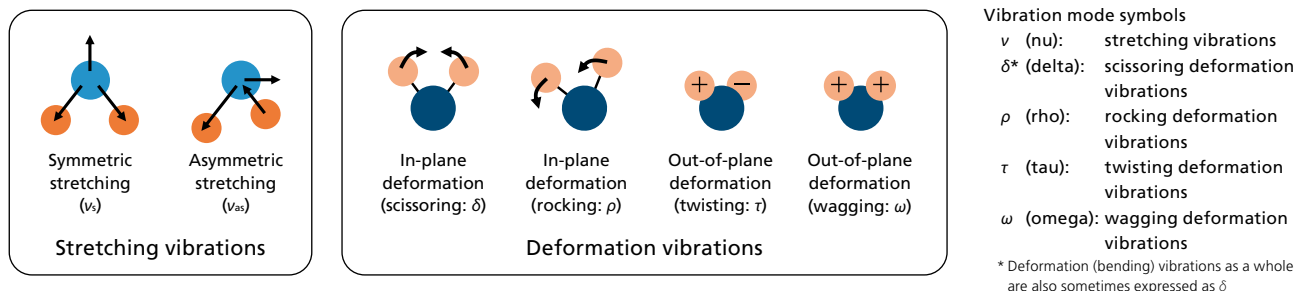 Symmetric
stretching
(νs)
Asymmetric
stretching
(νas)
Stretching vibrations
In-plane
deformation
(scissoring: δ)
In-plane
deformation
(rocking: ρ)
+ −
Out-of-plane
deformation
(twisting: τ)
+ +
Out-of-plane
deformation
(wagging: ω)
Deformation vibrations
Vibration mode symbols
ν (nu): stretching vibrations
δ* (delta): scissoring deformation
vibrations
ρ (rho): rocking deformation
vibrations
τ (tau): twisting deformation
vibrations
ω (omega): wagging deformation
vibrations
* Deformation (bending) vibrations as a whole
are also sometimes expressed as δ